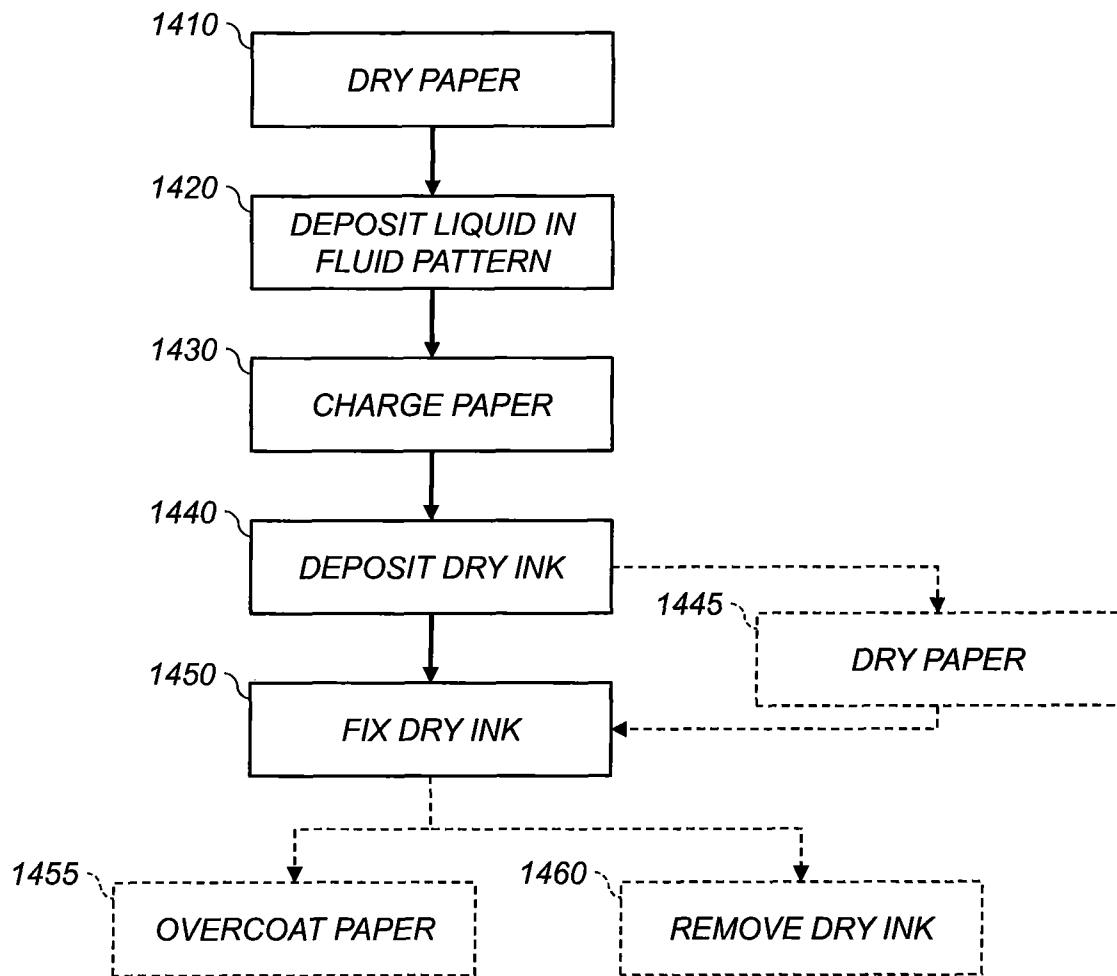 1410
DRY PAPER
1420
DEPOSIT LIQUID IN
FLUID PATTERN
1430
CHARGE PAPER
1440
DEPOSIT DRY INK
1445
DRY PAPER
1450
FIX DRY INK
1455
OVERCOAT PAPER
1460
REMOVE DRY INK